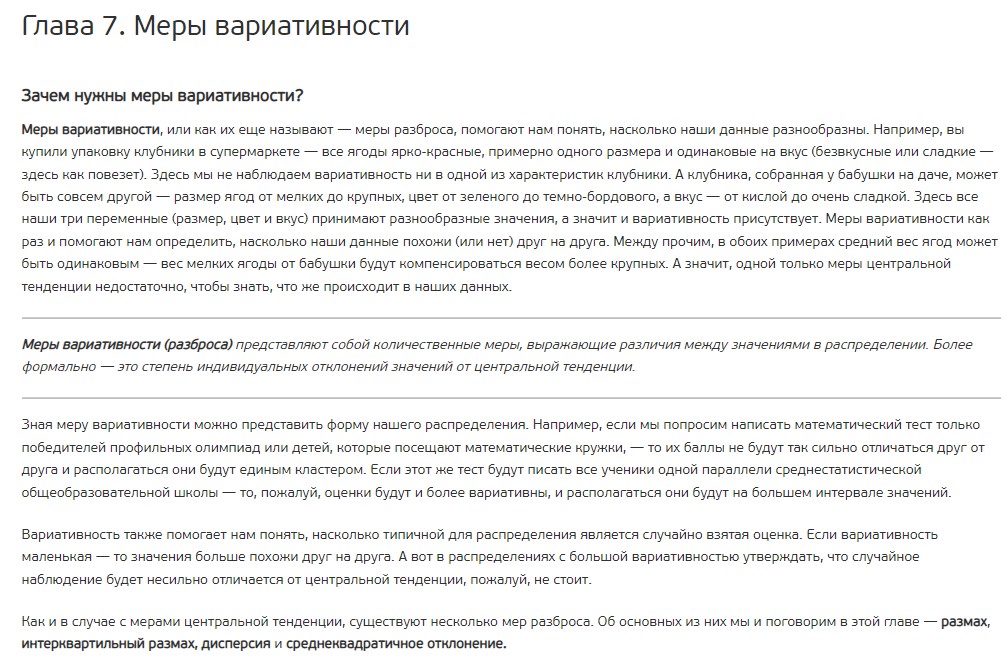 Глава 7. Меры вариативности
Зачем нужны меры вариативности?
Меры вариативности, или как их еще называют — меры разброса, помогают нам понять, насколько наши данные разнообразны. Например, вы
купили упаковку клубники в супермаркете — все ягоды ярко-красные, примерно одного размера и одинаковые на вкус (безвкусные или сладкие —
здесь как повезет). Здесь мы не наблюдаем вариативность ни в одной из характеристик клубники. А клубника, собранная у бабушки на даче, может
быть совсем другой — размер ягод от мелких до крупных, цвет от зеленого до темно-бордового, а вкус — от кислой до очень сладкой. Здесь все
наши три переменные (размер, цвет и вкус) принимают разнообразные значения, а значит и вариативность присутствует. Меры вариативности как
раз и помогают нам определить, насколько наши данные похожи (или нет) друг на друга. Между прочим, в обоих примерах средний вес ягод может
быть одинаковым — вес мелких ягоды от бабушки будут компенсироваться весом более крупных. А значит, одной только меры центральной
тенденции недостаточно, чтобы знать, что же происходит в наших данных.
Меры вариативности (разброса) представляют собой количественные меры, выражающие различия между значениями в распределении. Более
формально — это степень индивидуальных отклонений значений от центральной тенденции.
Зная меру вариативности можно представить форму нашего распределения. Например, если мы попросим написать математический тест только
победителей профильных олимпиад или детей, которые посещают математические кружки, — то их баллы не будут так сильно отличаться друг от
друга и располагаться они будут единым кластером. Если этот же тест будут писать все ученики одной параллели среднестатистической
общеобразовательной школы — то, пожалуй, оценки будут и более вариативны, и располагаться они будут на большем интервале значений.
Вариативность также помогает нам понять, насколько типичной для распределения является случайно взятая оценка. Если вариативность
маленькая — то значения больше похожи друг на друга. А вот в распределениях с большой вариативностью утверждать, что случайное
наблюдение будет несильно отличается от центральной тенденции, пожалуй, не стоит.
Как и в случае с мерами центральной тенденции, существуют несколько мер разброса. Об основных из них мы и поговорим в этой главе — размах,
интерквартильный размах, дисперсия и среднеквадратичное отклонение.